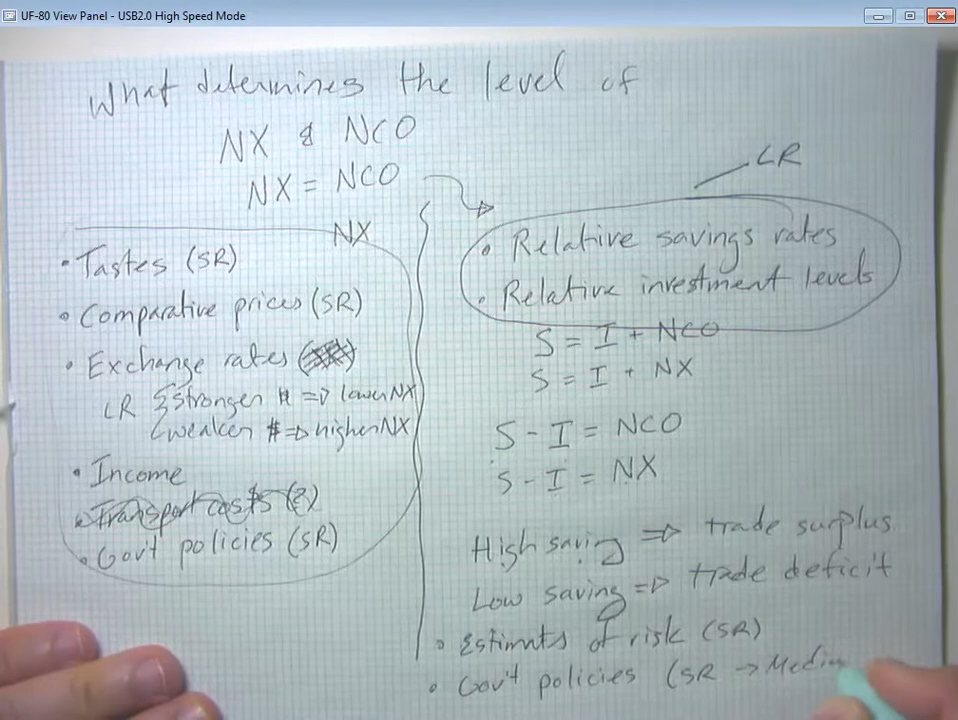 UF-80 View Panel - USB2.0 High Speed Mode
What determines the level of
NX & NCO
NX = NCO
NX
• Tastes (SR)
• Comparative prices (SR)
• Exchange rates
LR { stronger $ => lower NX
weaker $ => higher NX
• Income
• Transport costs (?)
• Gov't policies (SR)
LR
• Relative savings rates
• Relative investment levels
S = I + NCO
S = I + NX
S - I = NCO
S - I = NX
High saving => trade surplus
Low saving => trade deficit
• Estimats of risk (SR)
• Gov't policies (SR → Mediu